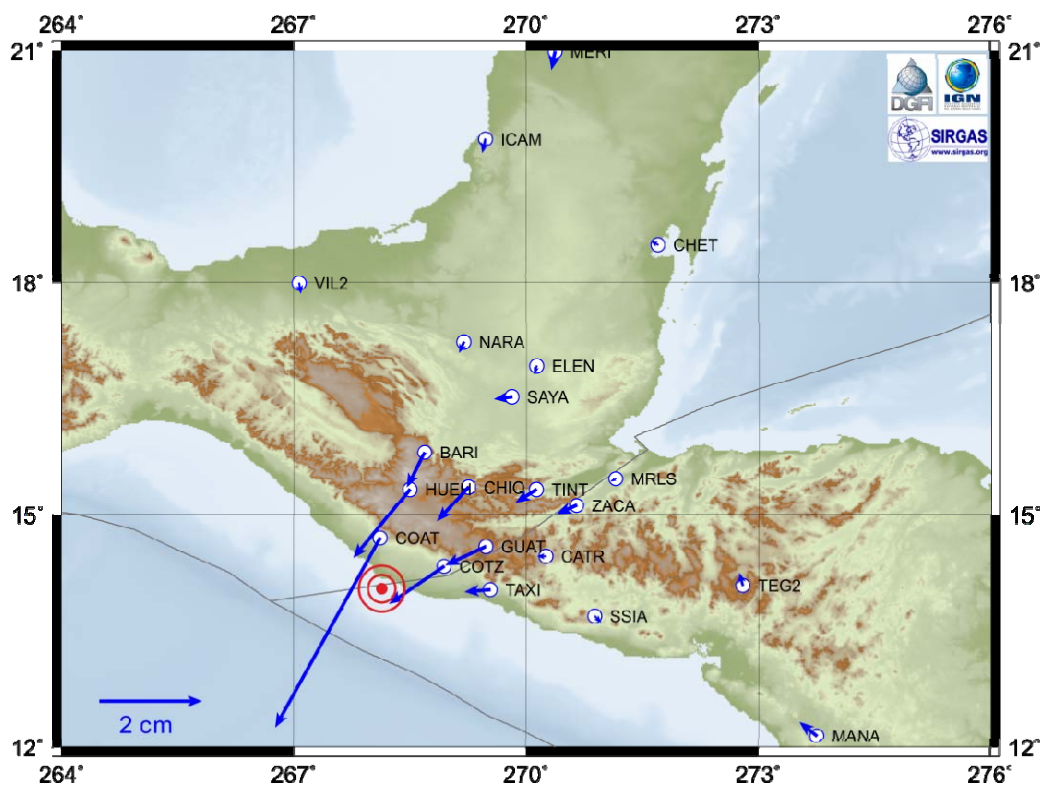 264° 267° 270° 273° 276°
21° 21°
MERI
DGFI IGN
ICAM
SIRGAS
www.sirgas.org
CHET
18° VIL2 18°
NARA
ELEN
SAYA
BARI
HUEH CHIQ TINT MRLS
ZACA
15° 15°
COAT GUAT
COTZ CATR
TAXI TEG2
SSIA
2 cm
MANA
12° 12°
264° 267° 270° 273° 276°